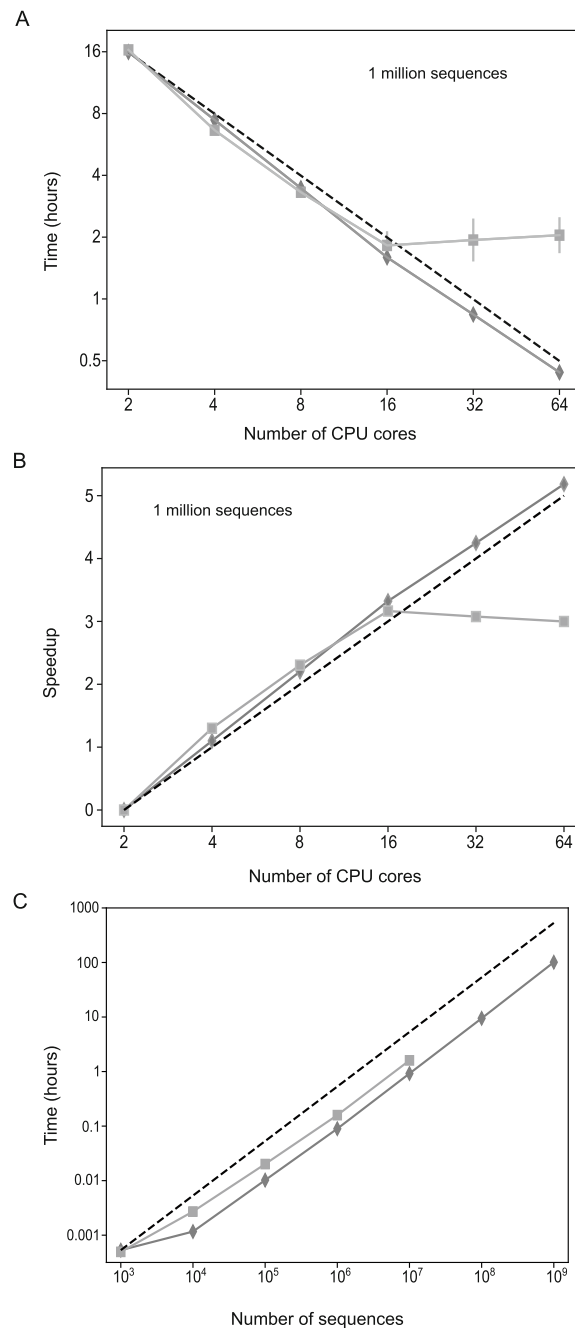 A
1 million sequences
16
8
4
2
1
0.5
Time (hours)
2 4 8 16 32 64
Number of CPU cores
B
1 million sequences
5
4
3
2
1
0
Speedup
2 4 8 16 32 64
Number of CPU cores
C
1000
100
10
1
0.1
0.01
0.001
Time (hours)
10³ 10⁴ 10⁵ 10⁶ 10⁷ 10⁸ 10⁹
Number of sequences